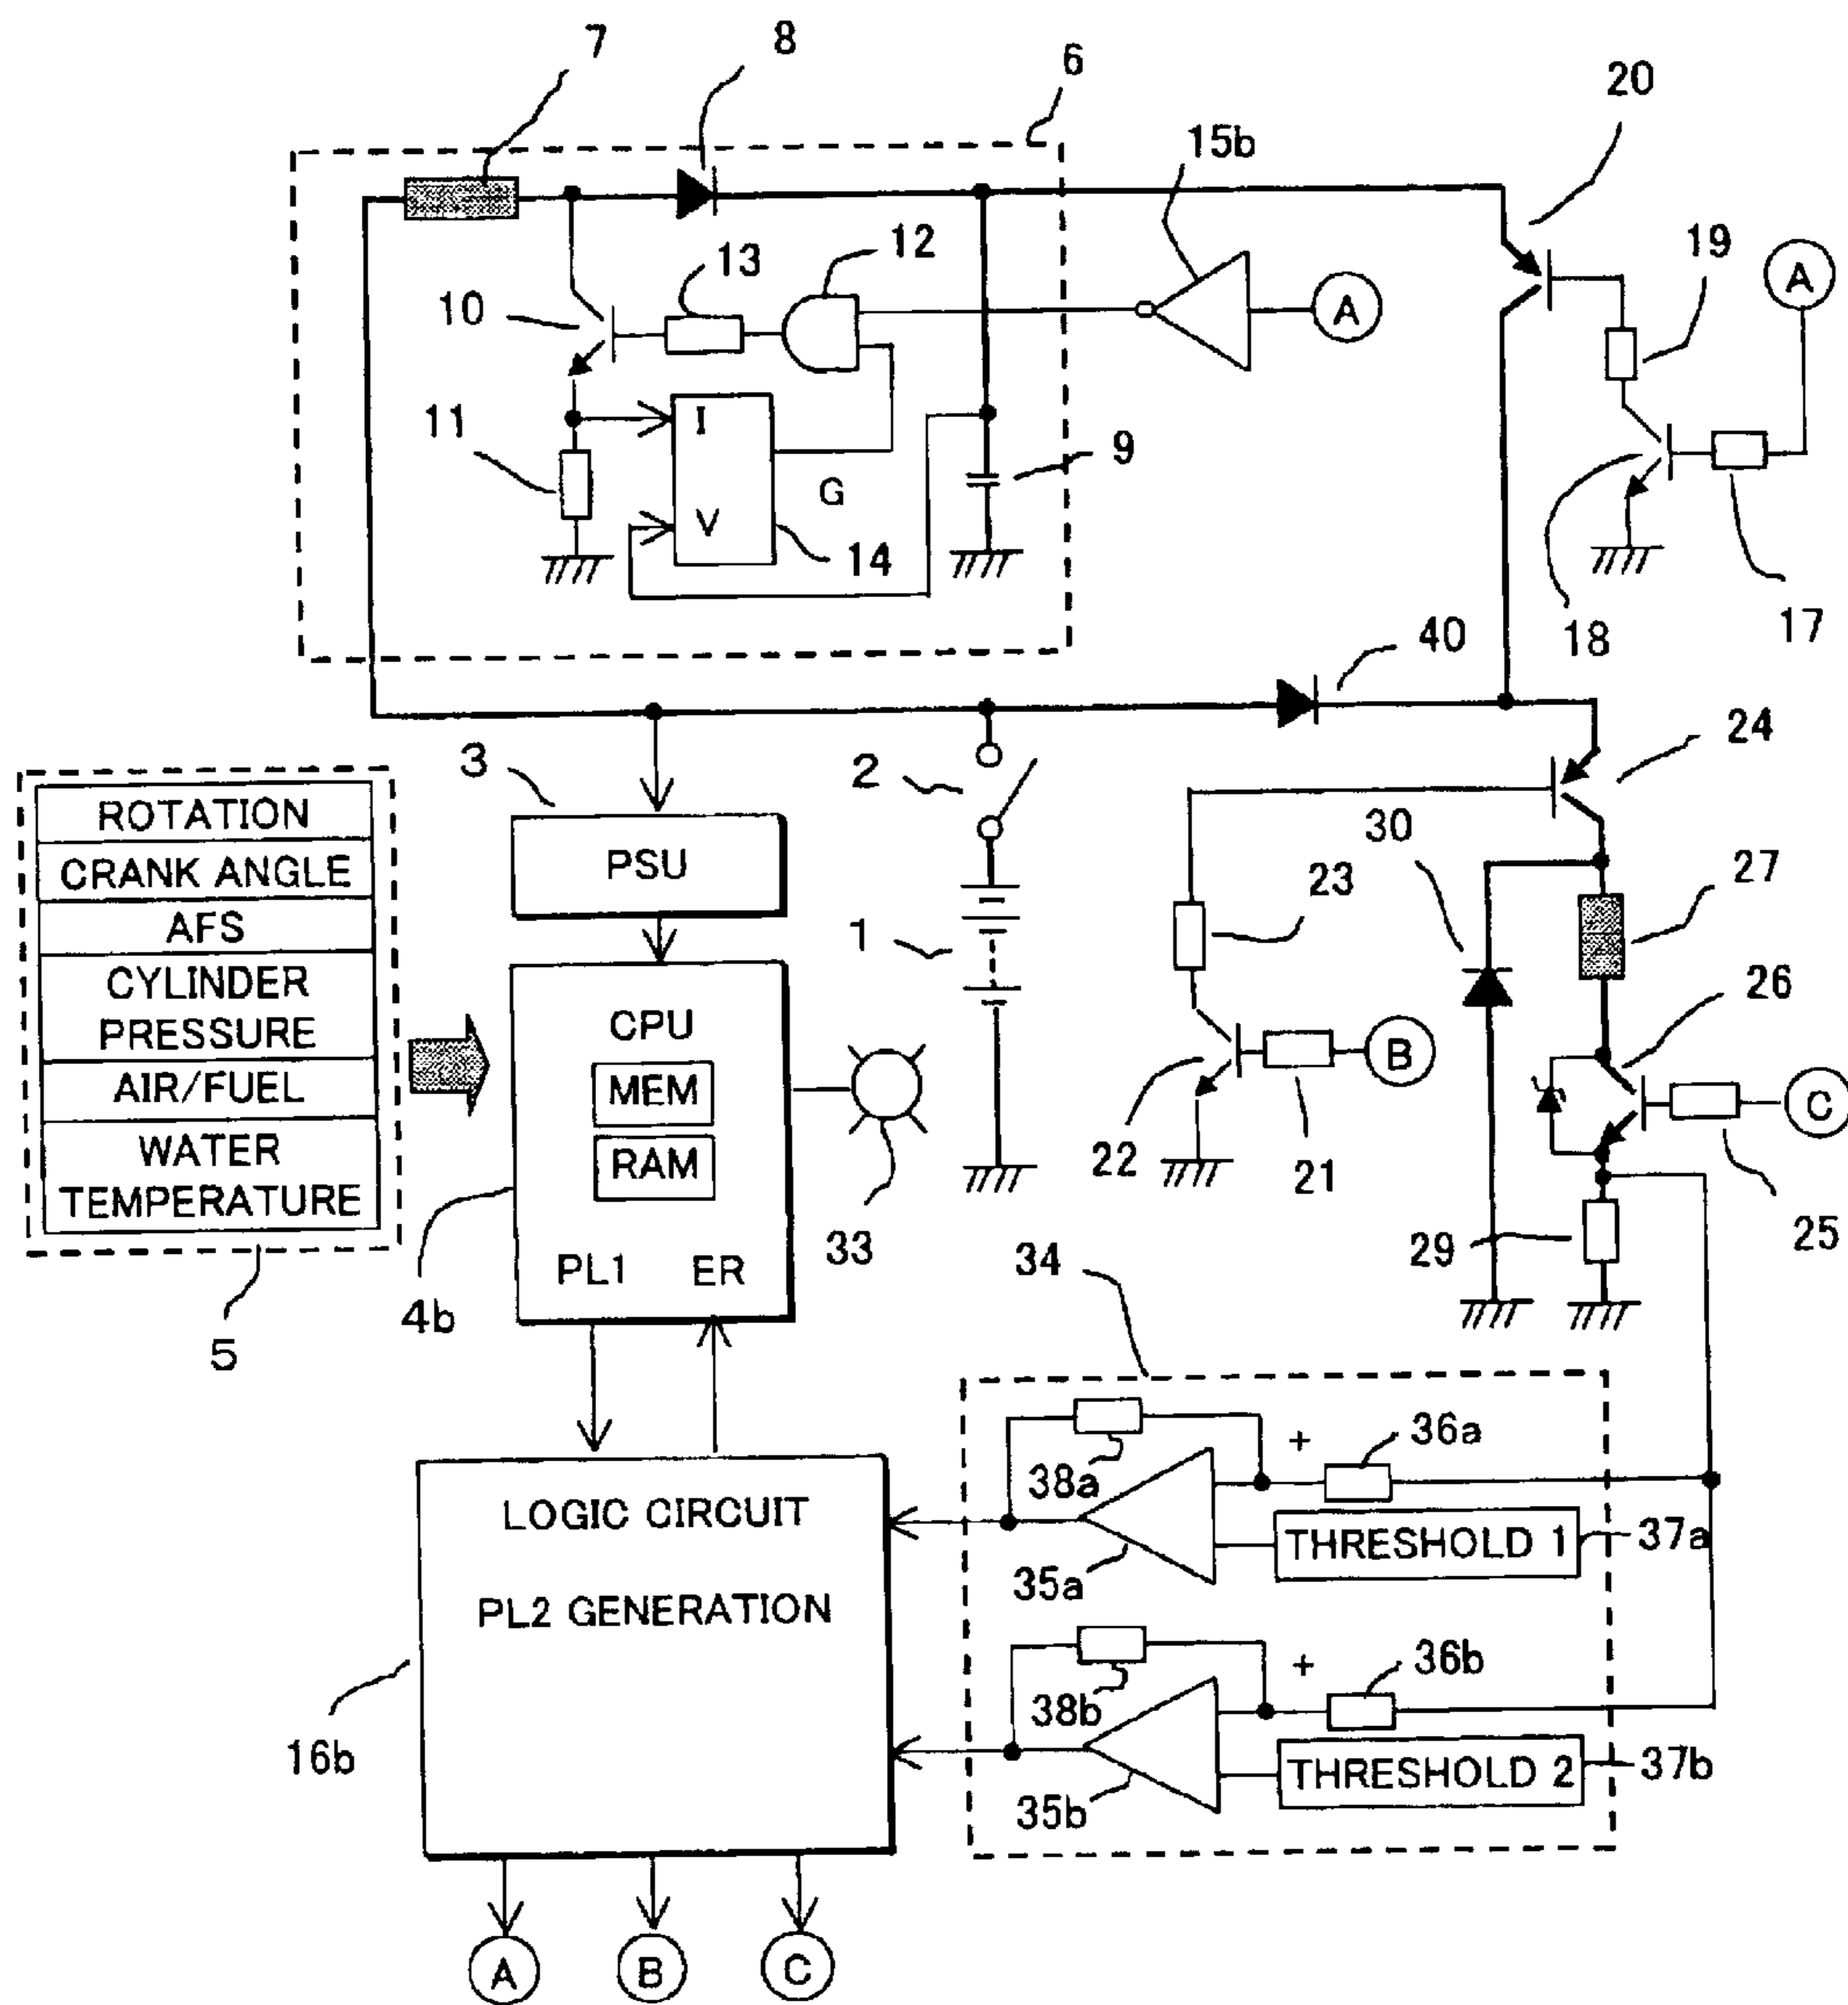 7
8
6
20
15b
12
13
19
A
A
10
11
I
G
9
V
14
18
17
40
24
3
2
30
ROTATION
CRANK ANGLE
AFS
CYLINDER
PRESSURE
AIR/FUEL
WATER
TEMPERATURE
5
PSU
1
23
27
26
CPU
MEM
RAM
PL1 ER
4b
33
B
22
21
C
25
29
34
36a
+
38a
THRESHOLD 1
37a
35a
LOGIC CIRCUIT
PL2 GENERATION
16b
36b
+
38b
THRESHOLD 2
37b
35b
A
B
C